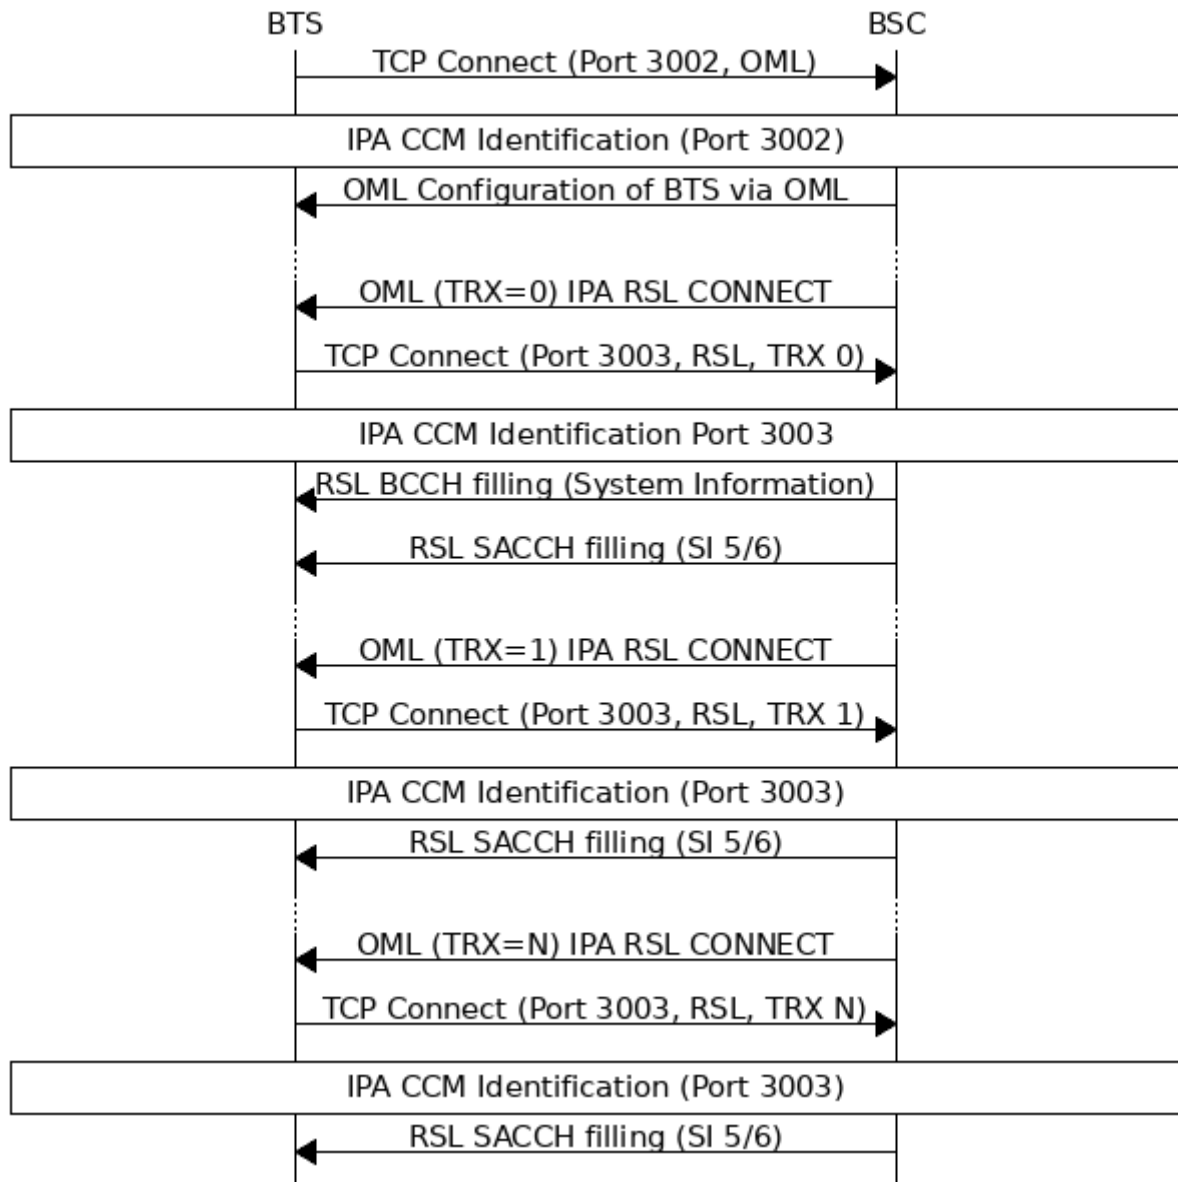 BTS BSC
TCP Connect (Port 3002, OML)
IPA CCM Identification (Port 3002)
OML Configuration of BTS via OML
OML (TRX=0) IPA RSL CONNECT
TCP Connect (Port 3003, RSL, TRX 0)
IPA CCM Identification Port 3003
RSL BCCH filling (System Information)
RSL SACCH filling (SI 5/6)
OML (TRX=1) IPA RSL CONNECT
TCP Connect (Port 3003, RSL, TRX 1)
IPA CCM Identification (Port 3003)
RSL SACCH filling (SI 5/6)
OML (TRX=N) IPA RSL CONNECT
TCP Connect (Port 3003, RSL, TRX N)
IPA CCM Identification (Port 3003)
RSL SACCH filling (SI 5/6)